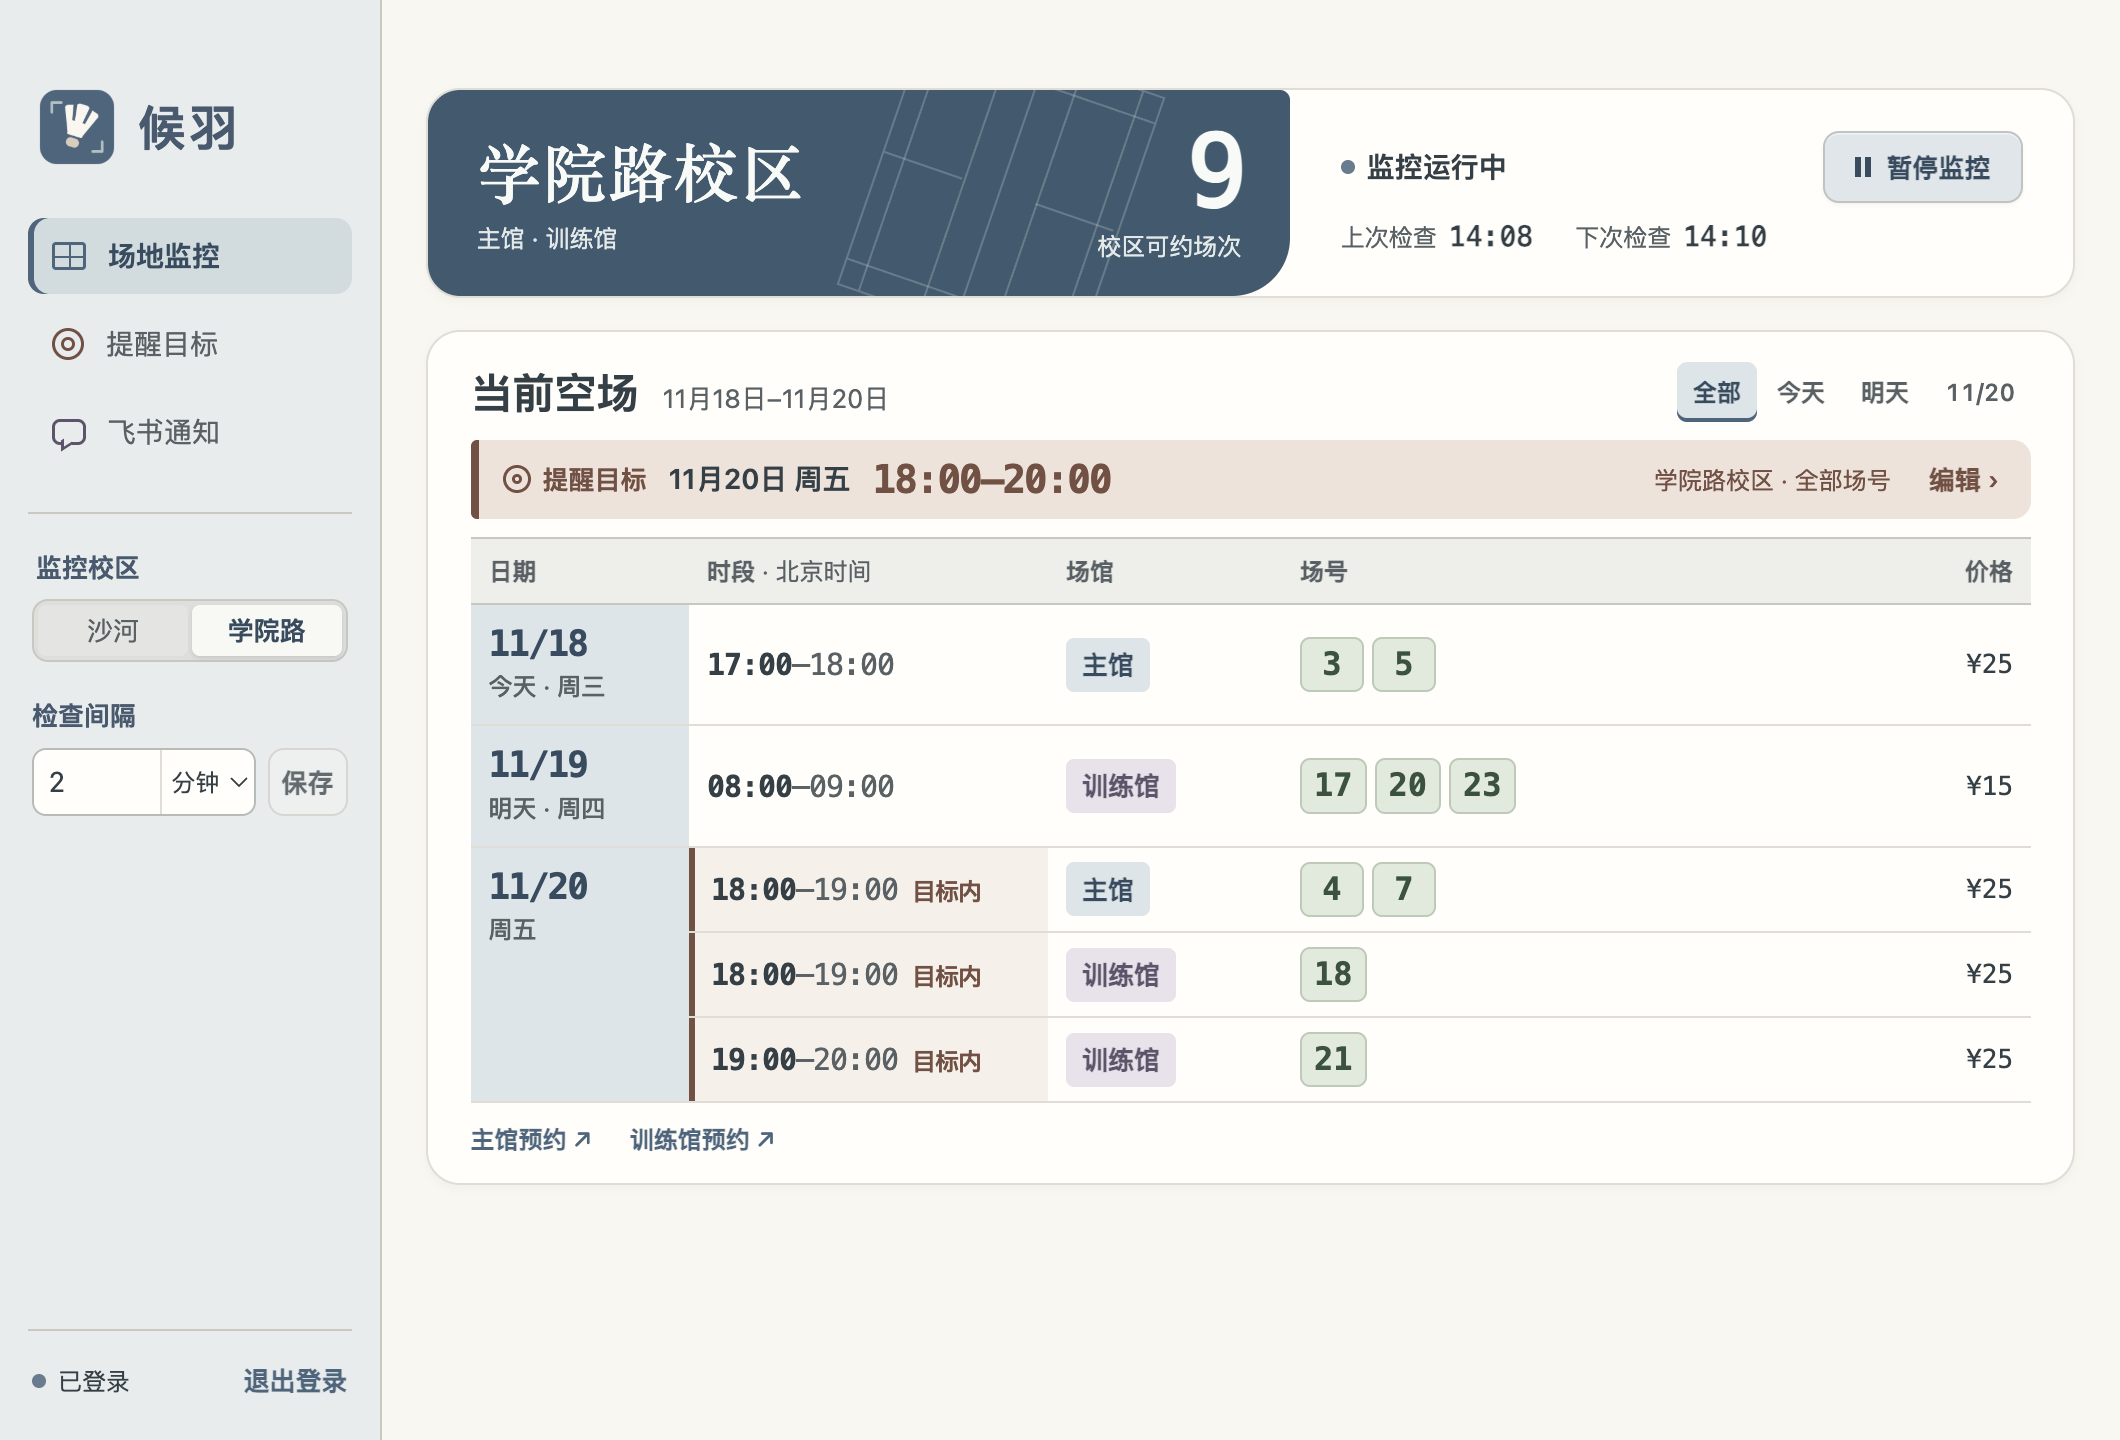 候羽
场地监控
提醒目标
飞书通知
监控校区
沙河 学院路
检查间隔
2 分钟 保存
已登录 退出登录
学院路校区
主馆 · 训练馆
9
校区可约场次
监控运行中
暂停监控
上次检查 14:08 下次检查 14:10
当前空场 11月18日–11月20日
全部 今天 明天 11/20
提醒目标 11月20日 周五 18:00–20:00 学院路校区 · 全部场号 编辑 ›
日期 时段 · 北京时间 场馆 场号 价格
11/18
今天 · 周三
17:00–18:00 主馆 3 5 ¥25
11/19
明天 · 周四
08:00–09:00 训练馆 17 20 23 ¥15
11/20
周五
18:00–19:00 目标内 主馆 4 7 ¥25
18:00–19:00 目标内 训练馆 18 ¥25
19:00–20:00 目标内 训练馆 21 ¥25
主馆预约 ↗ 训练馆预约 ↗